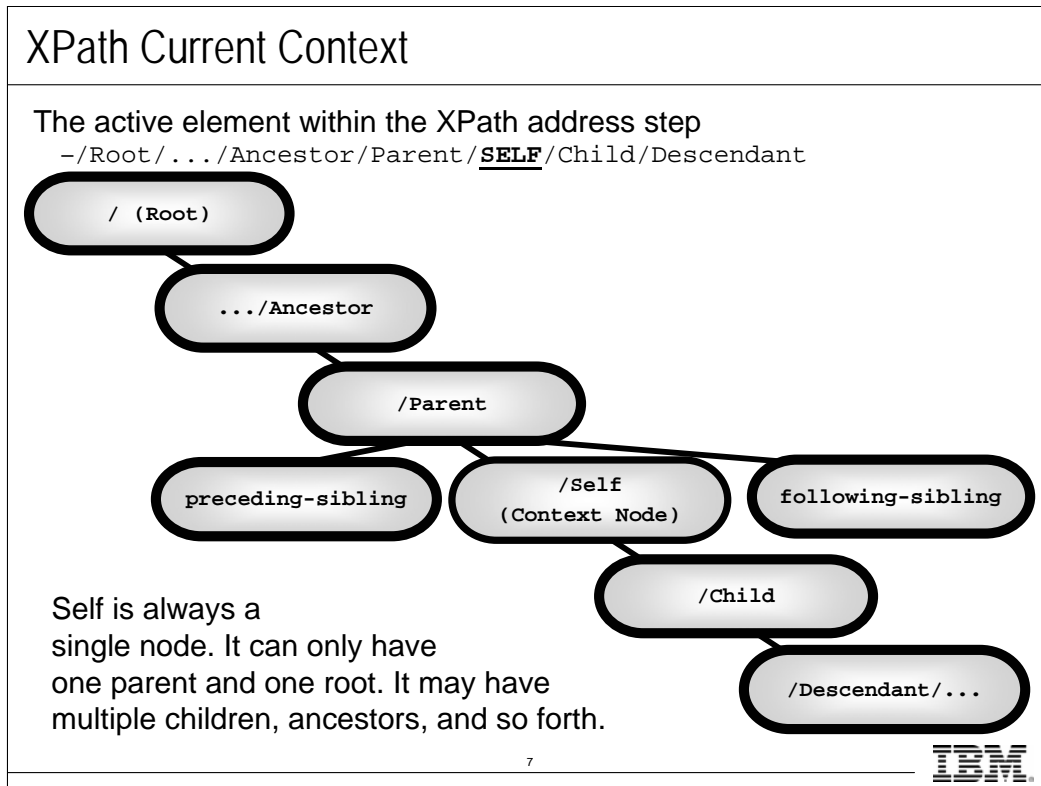 XPath Current Context
The active element within the XPath address step
–/Root/.../Ancestor/Parent/SELF/Child/Descendant
/ (Root)
.../Ancestor
/Parent
preceding-sibling
/Self
(Context Node)
following-sibling
/Child
/Descendant/...
Self is always a
single node. It can only have
one parent and one root. It may have
multiple children, ancestors, and so forth.
7
IBM.